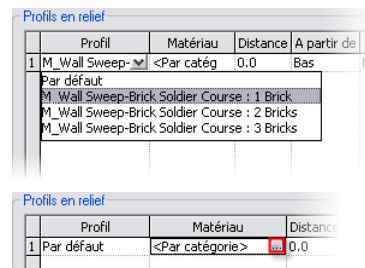 Profils en relief
Profil Matériau Distance A partir de
1 M_Wall Sweep- <Par catég 0.0 Bas
Par défaut
M_Wall Sweep-Brick Soldier Course : 1 Brick
M_Wall Sweep-Brick Soldier Course : 2 Bricks
M_Wall Sweep-Brick Soldier Course : 3 Bricks
Profils en relief
Profil Matériau Distance
1 Par défaut <Par catégorie> ... 0.0